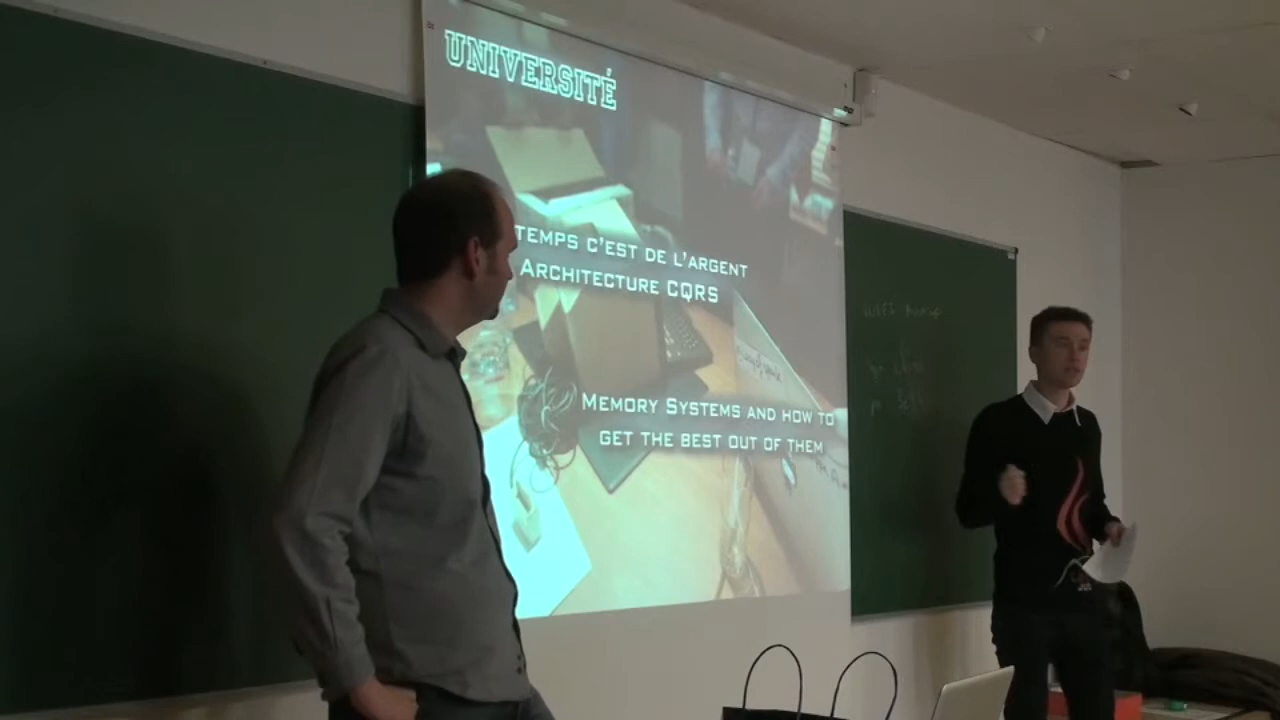 UNIVERSITÉ
TEMPS C'EST DE L'ARGENT
ARCHITECTURE CQRS
MEMORY SYSTEMS AND HOW TO
GET THE BEST OUT OF THEM